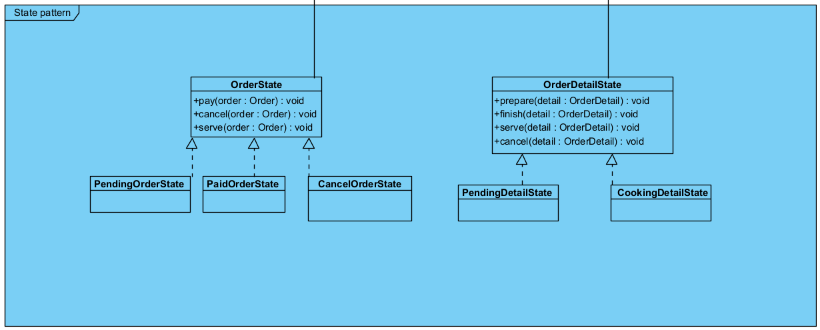 State pattern
OrderState
+pay(order : Order) : void
+cancel(order : Order) : void
+serve(order : Order) : void
OrderDetailState
+prepare(detail : OrderDetail) : void
+finish(detail : OrderDetail) : void
+serve(detail : OrderDetail) : void
+cancel(detail : OrderDetail) : void
PendingOrderState
PaidOrderState
CancelOrderState
PendingDetailState
CookingDetailState